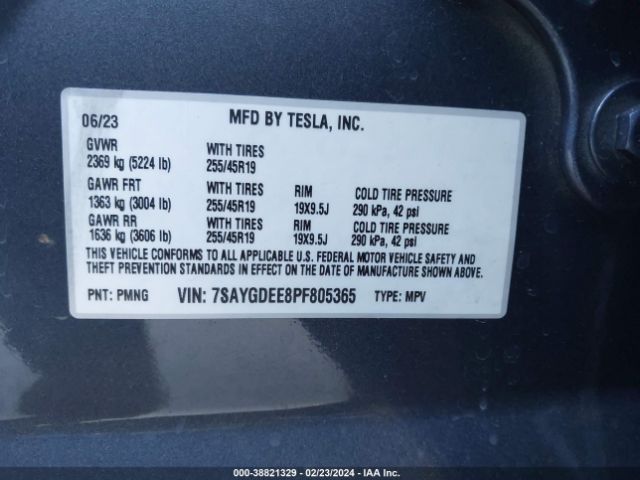 06/23 MFD BY TESLA, INC.
GVWR WITH TIRES
2369 kg (5224 lb) 255/45R19
GAWR FRT WITH TIRES RIM COLD TIRE PRESSURE
1363 kg (3004 lb) 255/45R19 19X9.5J 290 kPa, 42 psi
GAWR RR WITH TIRES RIM COLD TIRE PRESSURE
1636 kg (3606 lb) 255/45R19 19X9.5J 290 kPa, 42 psi
THIS VEHICLE CONFORMS TO ALL APPLICABLE U.S. FEDERAL MOTOR VEHICLE SAFETY AND
THEFT PREVENTION STANDARDS IN EFFECT ON THE DATE OF MANUFACTURE SHOWN ABOVE.
PNT: PMNG VIN: 7SAYGDEE8PF805365 TYPE: MPV
000-38821329 - 02/23/2024 - IAA Inc.